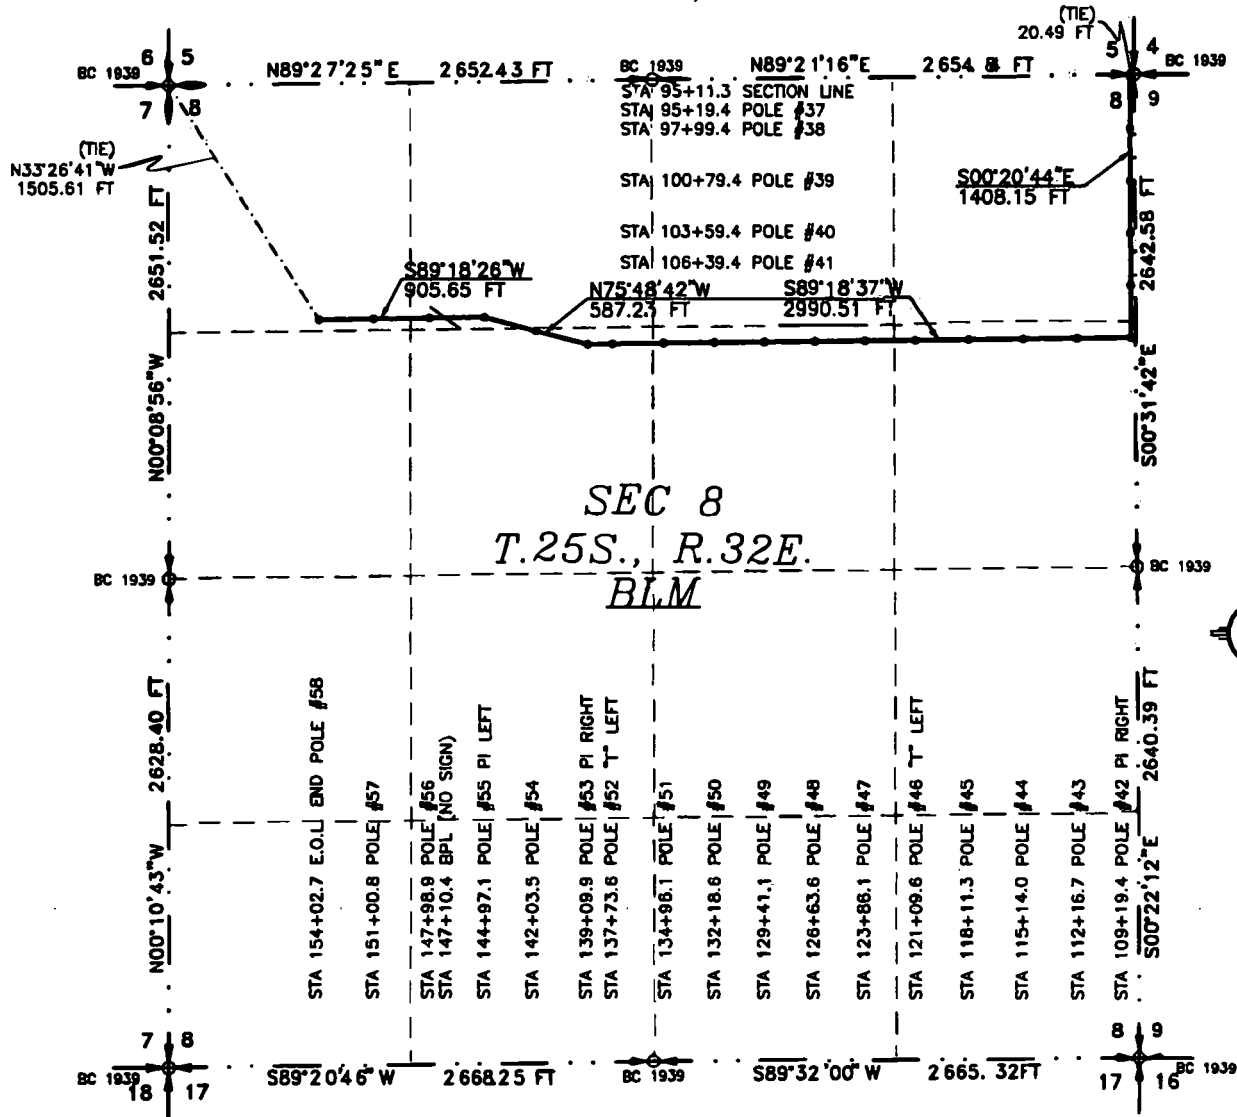 (TIE)
20.49 FT
6 5
5 4
BC 1939
N89°27'25"E 2652.43 FT
BC 1939
N89°21'16"E 2654.84 FT
BC 1939
7 8
8 9
STA 95+11.3 SECTION LINE
STA 95+19.4 POLE #37
STA 97+99.4 POLE #38
(TIE)
N33°26'41"W
1505.61 FT
STA 100+79.4 POLE #39
S00°20'44"E
1408.15 FT
STA 103+59.4 POLE #40
STA 106+39.4 POLE #41
2651.52 FT
2642.58 FT
S89°18'26"W
905.65 FT
N75°48'42"W
587.23 FT
S89°18'37"W
2990.51 FT
N00°08'56"W
S00°31'42"E
SEC 8
T.25S., R.32E.
BLM
BC 1939
BC 1939
2628.40 FT
2640.39 FT
N00°10'43"W
S00°22'12"E
STA 154+02.7 E.O.L. END POLE #58
STA 151+00.8 POLE #57
STA 147+98.9 POLE #56
STA 147+10.4 BPL (NO SIGN)
STA 144+97.1 POLE #55 PI LEFT
STA 142+03.5 POLE #54
STA 139+09.9 POLE #53 PI RIGHT
STA 137+73.6 POLE #52 "T" LEFT
STA 134+96.1 POLE #51
STA 132+18.6 POLE #50
STA 129+41.1 POLE #49
STA 126+63.6 POLE #48
STA 123+86.1 POLE #47
STA 121+09.6 POLE #46 "T" LEFT
STA 118+11.3 POLE #45
STA 115+14.0 POLE #44
STA 112+16.7 POLE #43
STA 109+19.4 POLE #42 PI RIGHT
7 8
8 9
BC 1939
S89°20'46"W 2668.25 FT
BC 1939
S89°32'00"W 2665.32FT
BC 1939
18 17
17 16